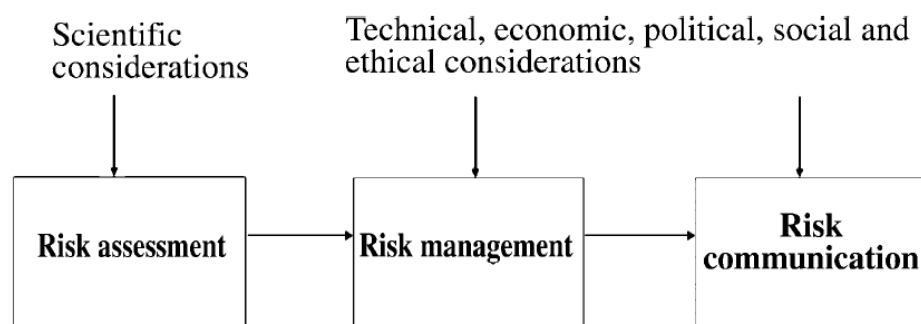 Scientific
considerations
Technical, economic, political, social and
ethical considerations
Risk assessment
Risk management
Risk
communication